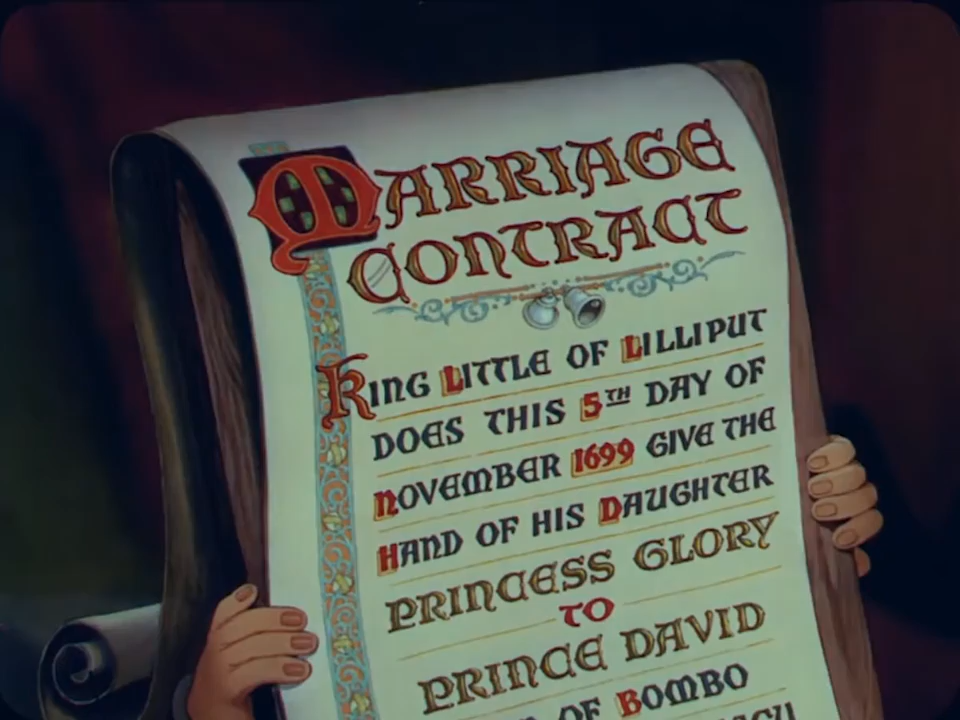 MARRIAGE
CONTRACT
KING LITTLE OF LILLIPUT
DOES THIS 5TH DAY OF
NOVEMBER 1699 GIVE THE
HAND OF HIS DAUGHTER
PRINCESS GLORY
TO
PRINCE DAVID
OF BOMBO